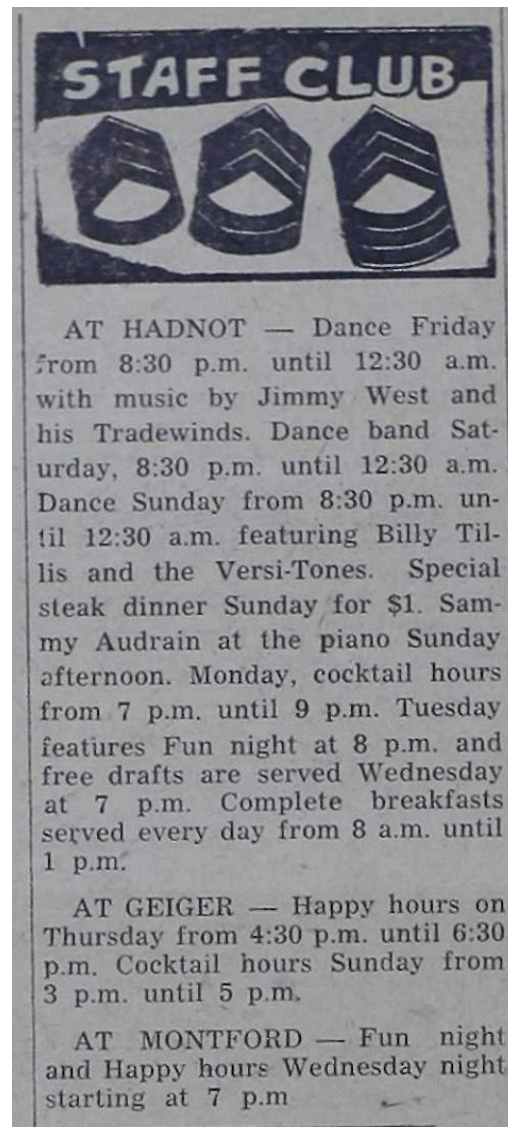 STAFF CLUB
AT HADNOT — Dance Friday
from 8:30 p.m. until 12:30 a.m.
with music by Jimmy West and
his Tradewinds. Dance band Sat-
urday, 8:30 p.m. until 12:30 a.m.
Dance Sunday from 8:30 p.m. un-
til 12:30 a.m. featuring Billy Til-
lis and the Versi-Tones. Special
steak dinner Sunday for $1. Sam-
my Audrain at the piano Sunday
afternoon. Monday, cocktail hours
from 7 p.m. until 9 p.m. Tuesday
features Fun night at 8 p.m. and
free drafts are served Wednesday
at 7 p.m. Complete breakfasts
served every day from 8 a.m. until
1 p.m.
AT GEIGER — Happy hours on
Thursday from 4:30 p.m. until 6:30
p.m. Cocktail hours Sunday from
3 p.m. until 5 p.m.
AT MONTFORD — Fun night
and Happy hours Wednesday night
starting at 7 p.m